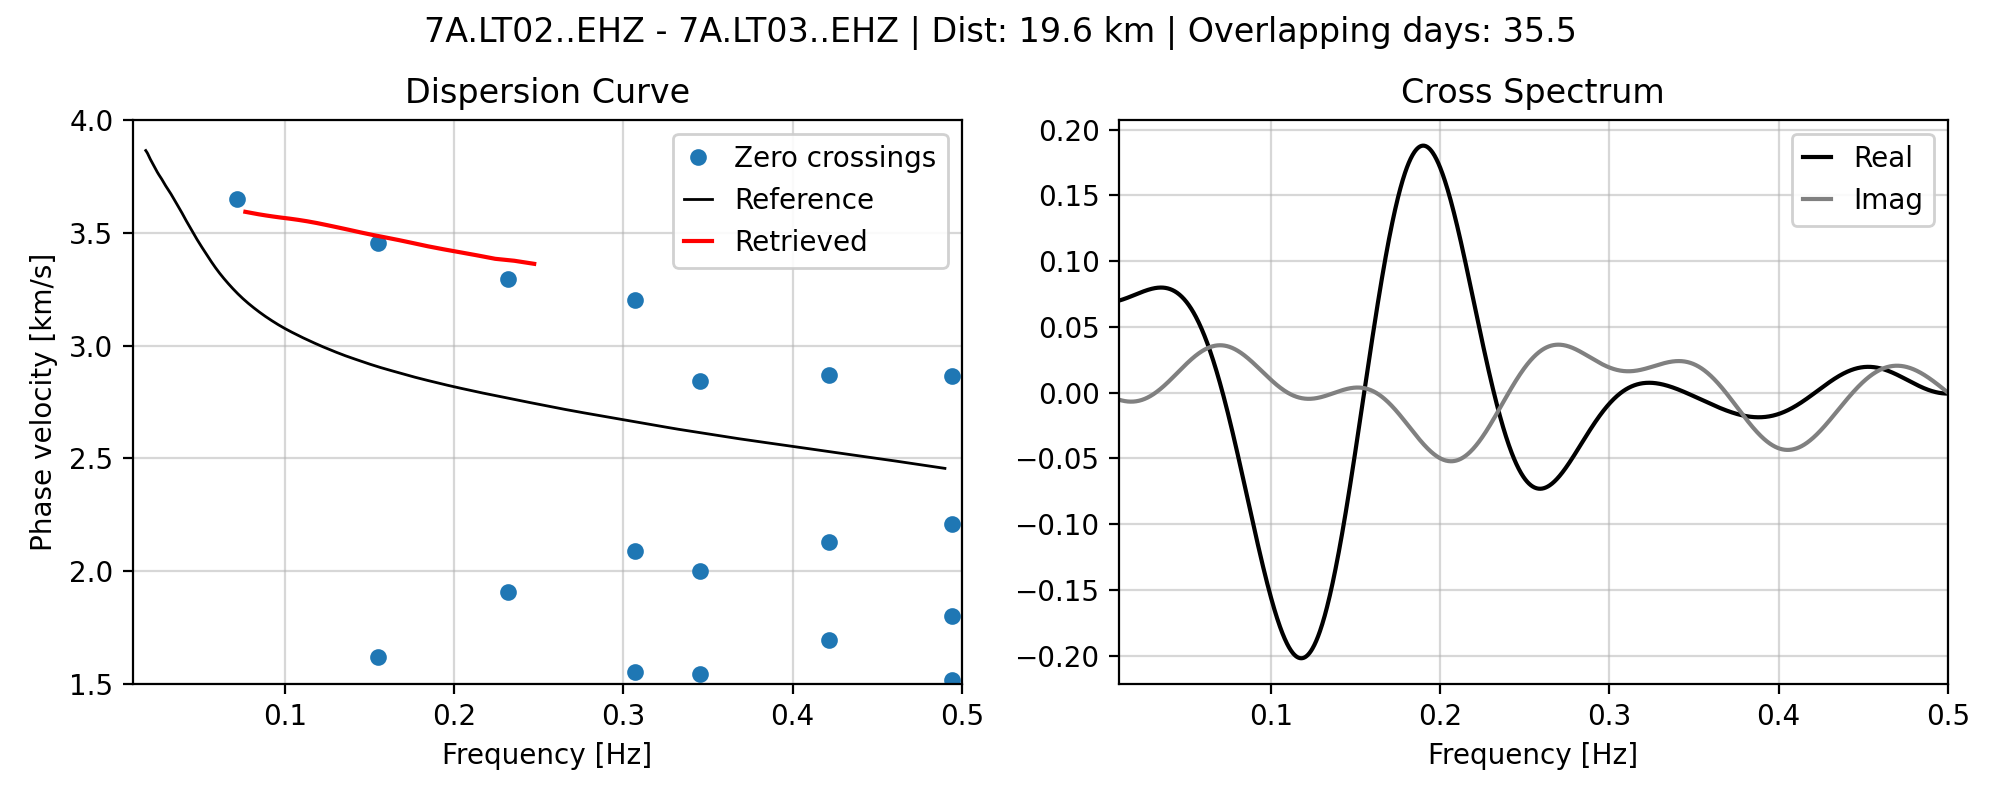 7A.LT02..EHZ - 7A.LT03..EHZ | Dist: 19.6 km | Overlapping days: 35.5
Dispersion Curve
4.0
3.5
3.0
2.5
2.0
1.5
Phase velocity [km/s]
0.1
0.2
0.3
0.4
0.5
Frequency [Hz]
Zero crossings
Reference
Retrieved
Cross Spectrum
0.20
0.15
0.10
0.05
0.00
−0.05
−0.10
−0.15
−0.20
0.1
0.2
0.3
0.4
0.5
Frequency [Hz]
Real
Imag